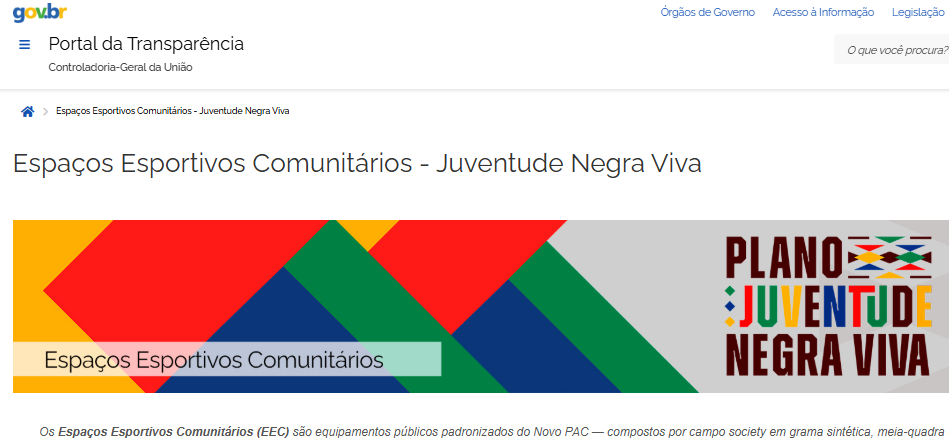 gov.br
Órgãos de Governo Acesso à Informação Legislação
Portal da Transparência
Controladoria-Geral da União
O que você procura?
Espaços Esportivos Comunitários - Juventude Negra Viva
Espaços Esportivos Comunitários - Juventude Negra Viva
PLANO
JUVENTUDE
NEGRA VIVA
Espaços Esportivos Comunitários
Os Espaços Esportivos Comunitários (EEC) são equipamentos públicos padronizados do Novo PAC — compostos por campo society em grama sintética, meia-quadra